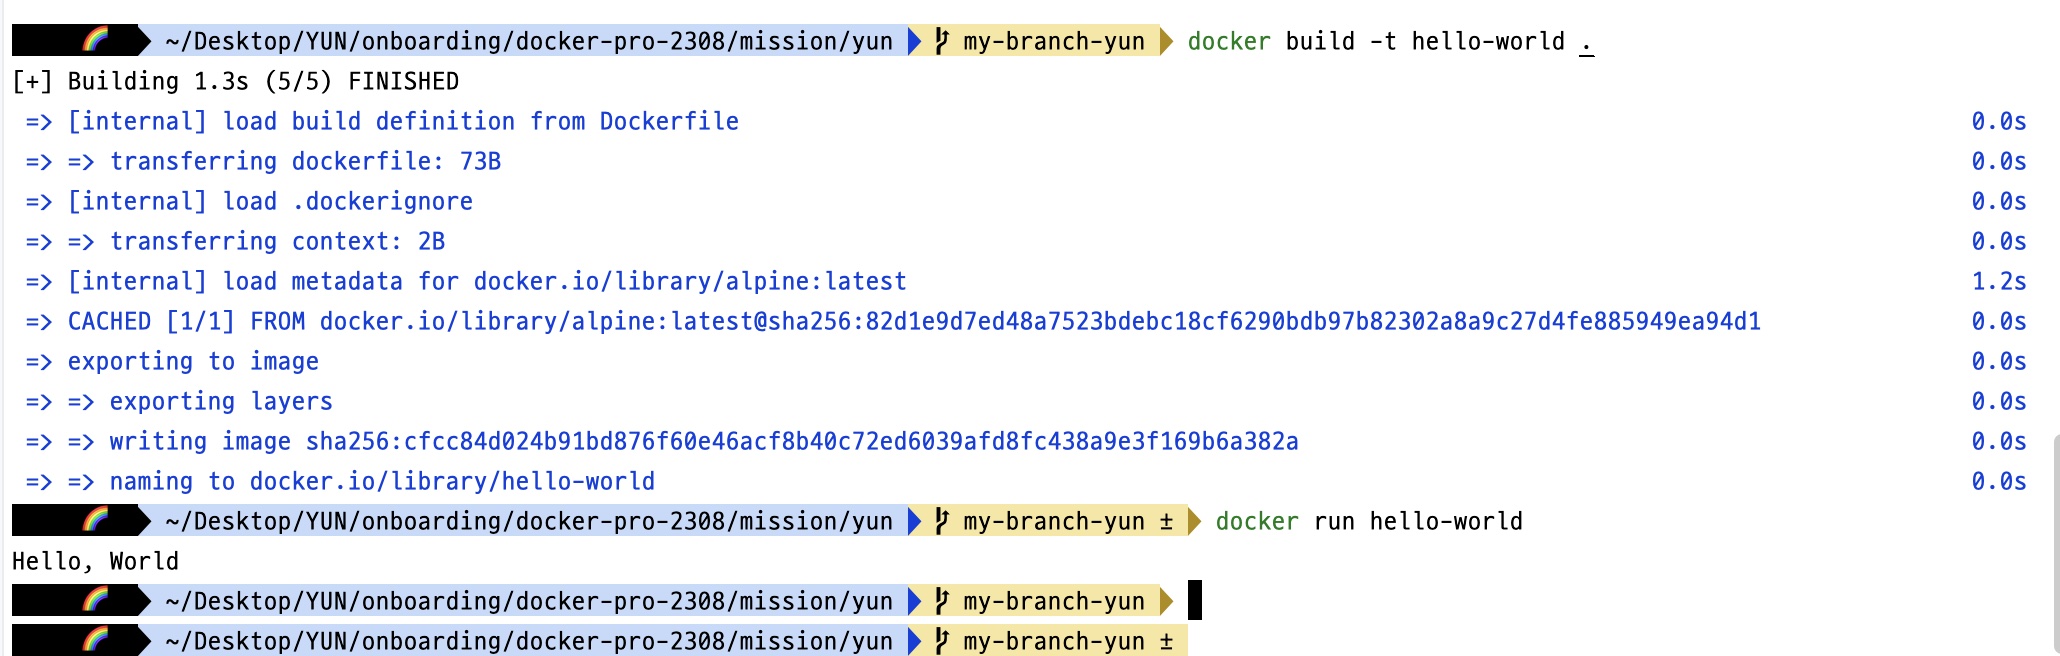 ~/Desktop/YUN/onboarding/docker-pro-2308/mission/yun my-branch-yun docker build -t hello-world .
[+] Building 1.3s (5/5) FINISHED
=> [internal] load build definition from Dockerfile 0.0s
=> => transferring dockerfile: 73B 0.0s
=> [internal] load .dockerignore 0.0s
=> => transferring context: 2B 0.0s
=> [internal] load metadata for docker.io/library/alpine:latest 1.2s
=> CACHED [1/1] FROM docker.io/library/alpine:latest@sha256:82d1e9d7ed48a7523bdebc18cf6290bdb97b82302a8a9c27d4fe885949ea94d1 0.0s
=> exporting to image 0.0s
=> => exporting layers 0.0s
=> => writing image sha256:cfcc84d024b91bd876f60e46acf8b40c72ed6039afd8fc438a9e3f169b6a382a 0.0s
=> => naming to docker.io/library/hello-world 0.0s
~/Desktop/YUN/onboarding/docker-pro-2308/mission/yun my-branch-yun ± docker run hello-world
Hello, World
~/Desktop/YUN/onboarding/docker-pro-2308/mission/yun my-branch-yun
~/Desktop/YUN/onboarding/docker-pro-2308/mission/yun my-branch-yun ±